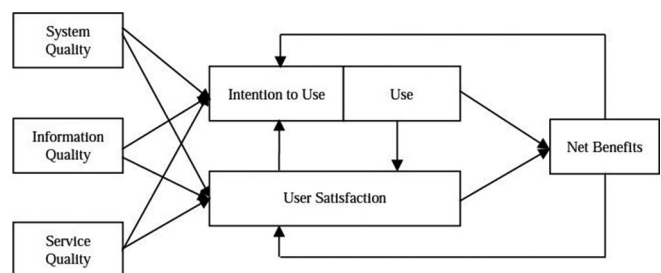 System
Quality
Information
Quality
Service
Quality
Intention to Use
Use
User Satisfaction
Net Benefits